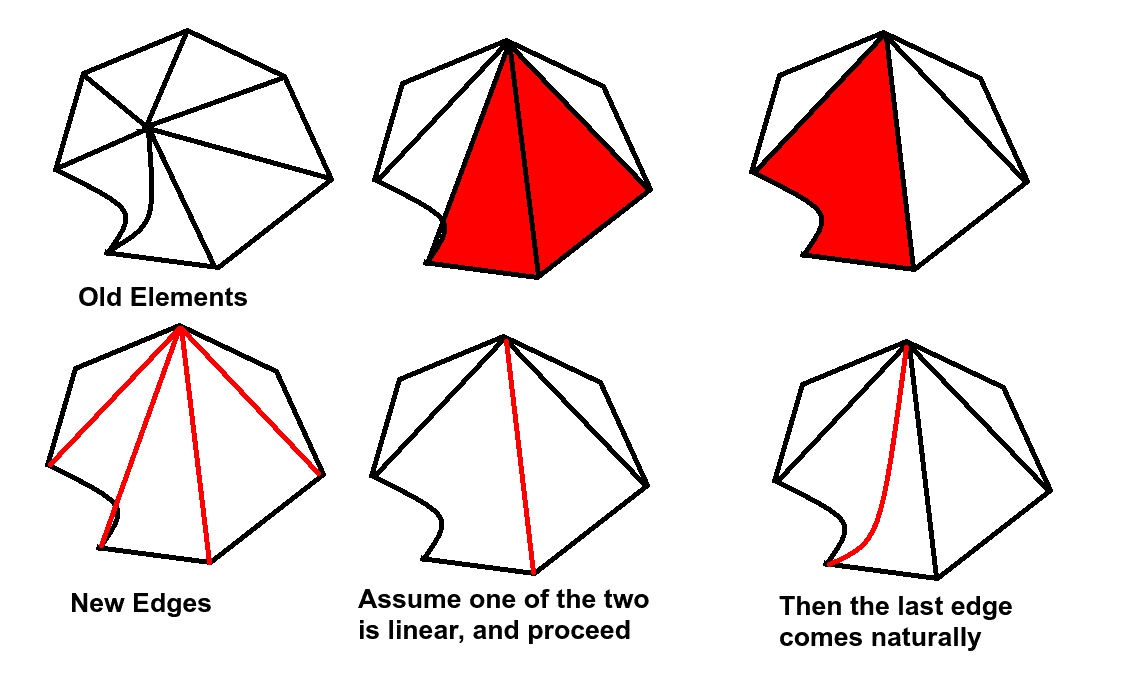 Old Elements
New Edges
Assume one of the two
is linear, and proceed
Then the last edge
comes naturally